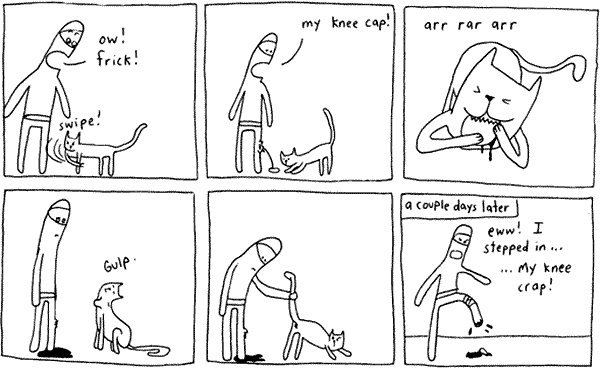 ow!
frick!
swipe!
my knee cap!
arr rar arr
Gulp.
a couple days later
eww! I
stepped in...
...My knee
crap!